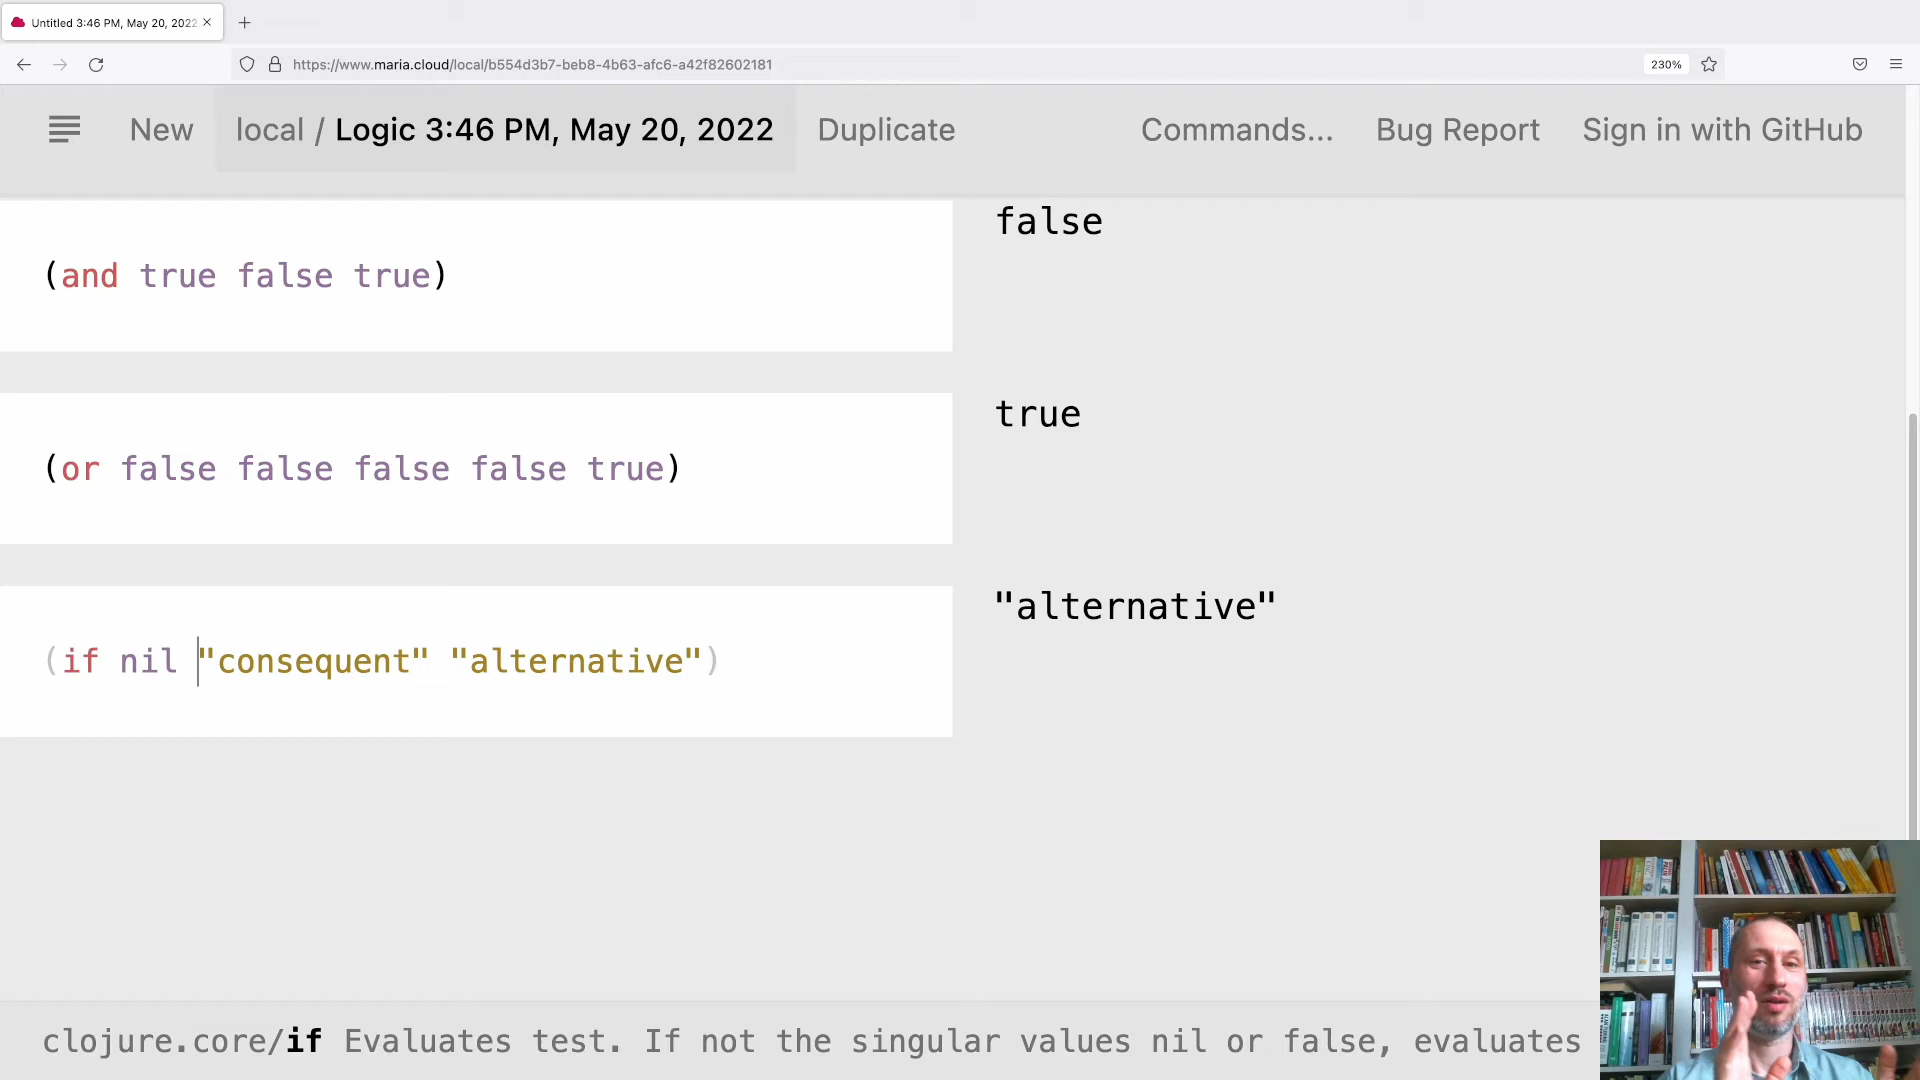 Untitled 3:46 PM, May 20, 2022
https://www.maria.cloud/local/b554d3b7-beb8-4b63-afc6-a42f82602181
230%
New
local / Logic 3:46 PM, May 20, 2022
Duplicate
Commands...
Bug Report
Sign in with GitHub
false
(and true false true)
true
(or false false false false true)
"alternative"
(if nil "consequent" "alternative")
clojure.core/if Evaluates test. If not the singular values nil or false, evaluates